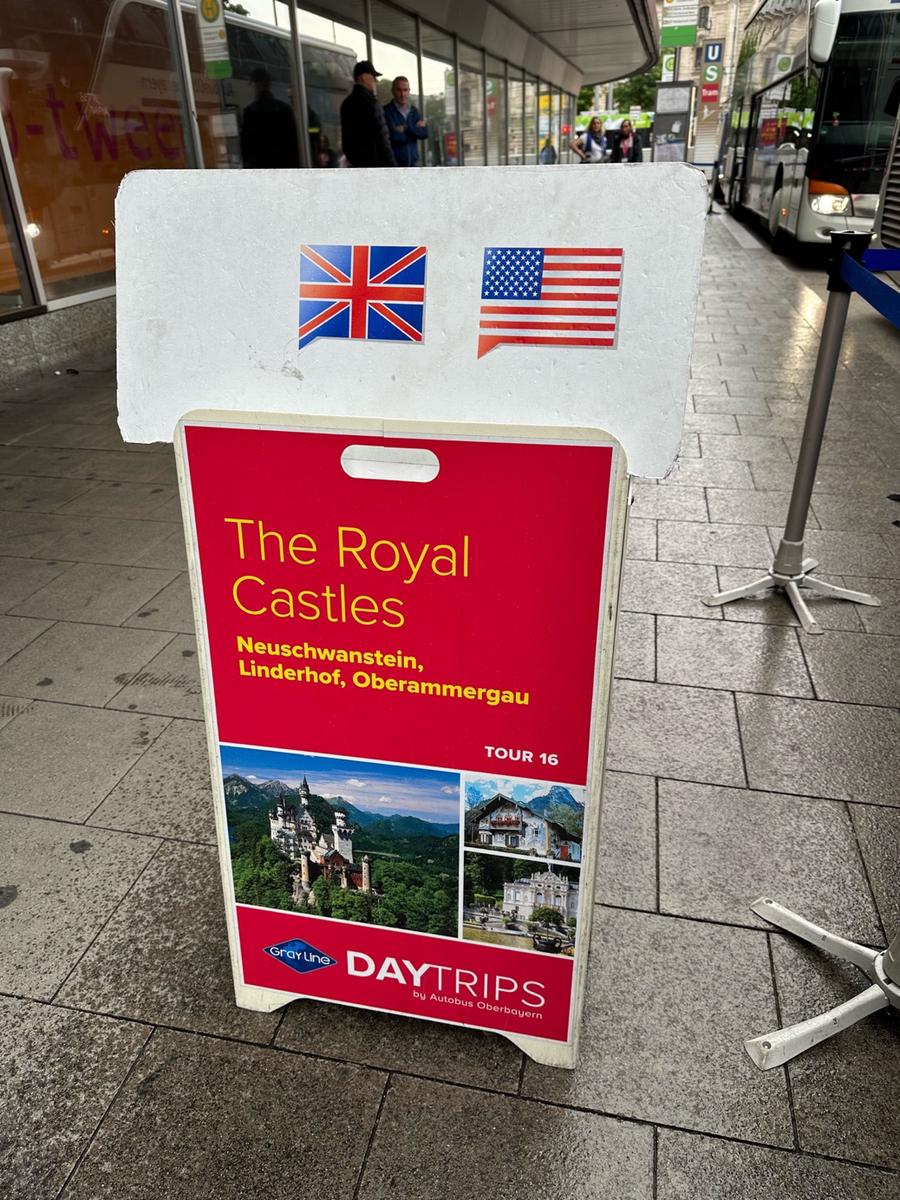 U
S
Tram
H
The Royal
Castles
Neuschwanstein,
Linderhof, Oberammergau
TOUR 16
Gray Line
DAYTRIPS
by Autobus Oberbayern